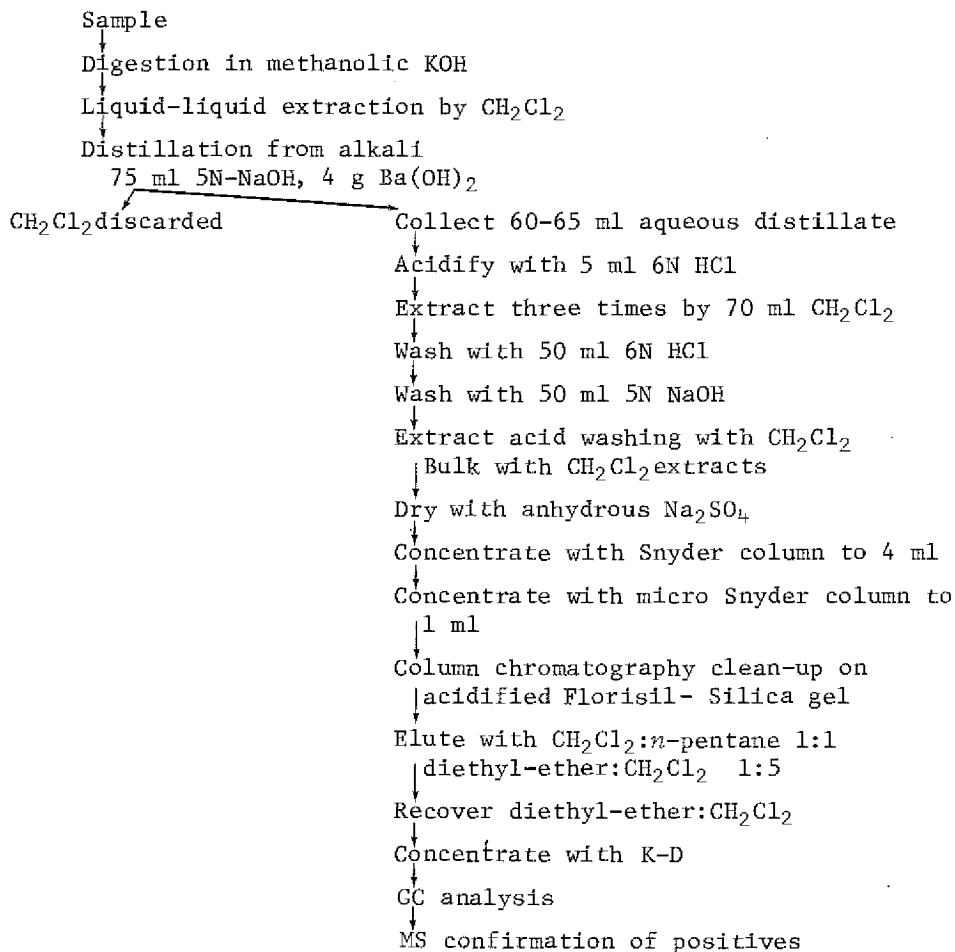 Sample
Digestion in methanolic KOH
Liquid-liquid extraction by CH₂Cl₂
Distillation from alkali
75 ml 5N-NaOH, 4 g Ba(OH)₂
CH₂Cl₂discarded
Collect 60-65 ml aqueous distillate
Acidify with 5 ml 6N HCl
Extract three times by 70 ml CH₂Cl₂
Wash with 50 ml 6N HCl
Wash with 50 ml 5N NaOH
Extract acid washing with CH₂Cl₂
Bulk with CH₂Cl₂extracts
Dry with anhydrous Na₂SO₄
Concentrate with Snyder column to 4 ml
Concentrate with micro Snyder column to
1 ml
Column chromatography clean-up on
acidified Florisil- Silica gel
Elute with CH₂Cl₂:n-pentane 1:1
diethyl-ether:CH₂Cl₂ 1:5
Recover diethyl-ether:CH₂Cl₂
Concentrate with K-D
GC analysis
MS confirmation of positives